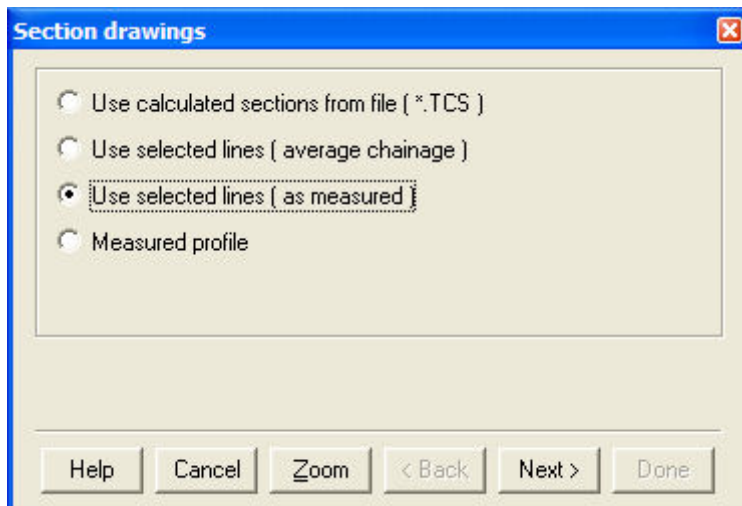 Section drawings
Use calculated sections from file ( *.TCS )
Use selected lines ( average chainage )
Use selected lines ( as measured )
Measured profile
Help Cancel Zoom < Back Next > Done